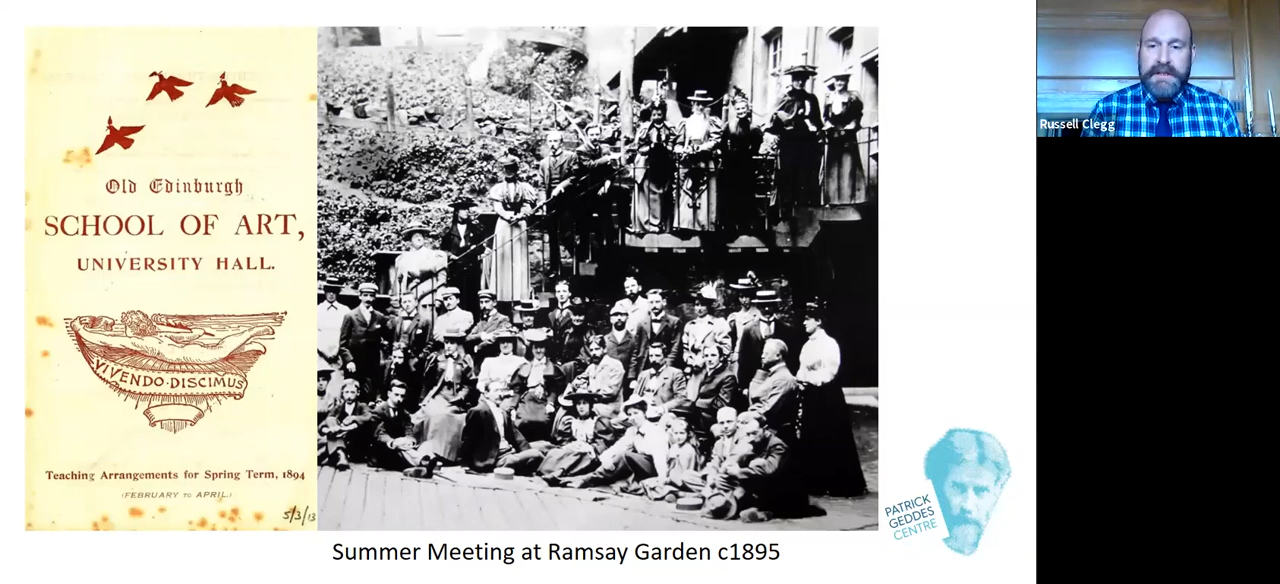 Old Edinburgh
SCHOOL OF ART,
UNIVERSITY HALL.
VIVENDO·DISCIMUS
Teaching Arrangements for Spring Term, 1894
(FEBRUARY TO APRIL.)
5/3/13
Summer Meeting at Ramsay Garden c1895
PATRICK
GEDDES
CENTRE
Russell Clegg